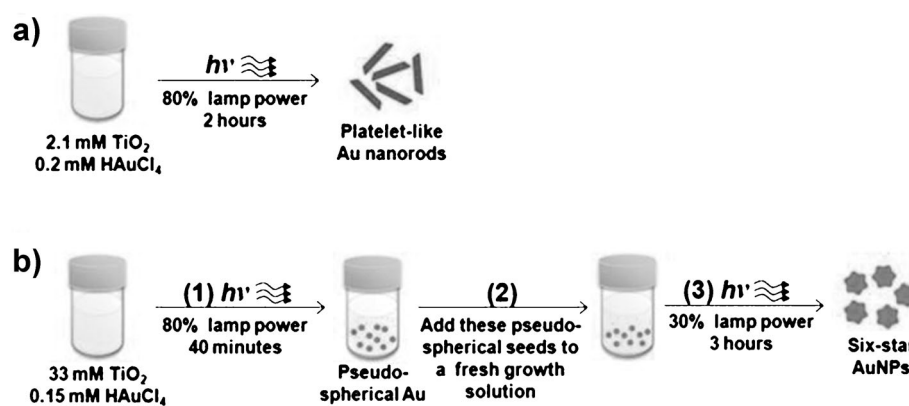 a)
hν
80% lamp power
2 hours
2.1 mM TiO₂
0.2 mM HAuCl₄
Platelet-like
Au nanorods
b)
(1) hν
80% lamp power
40 minutes
33 mM TiO₂
0.15 mM HAuCl₄
Pseudo-
spherical Au
(2)
Add these pseudo-
spherical seeds to
a fresh growth
solution
(3) hν
30% lamp power
3 hours
Six-sta
AuNPs